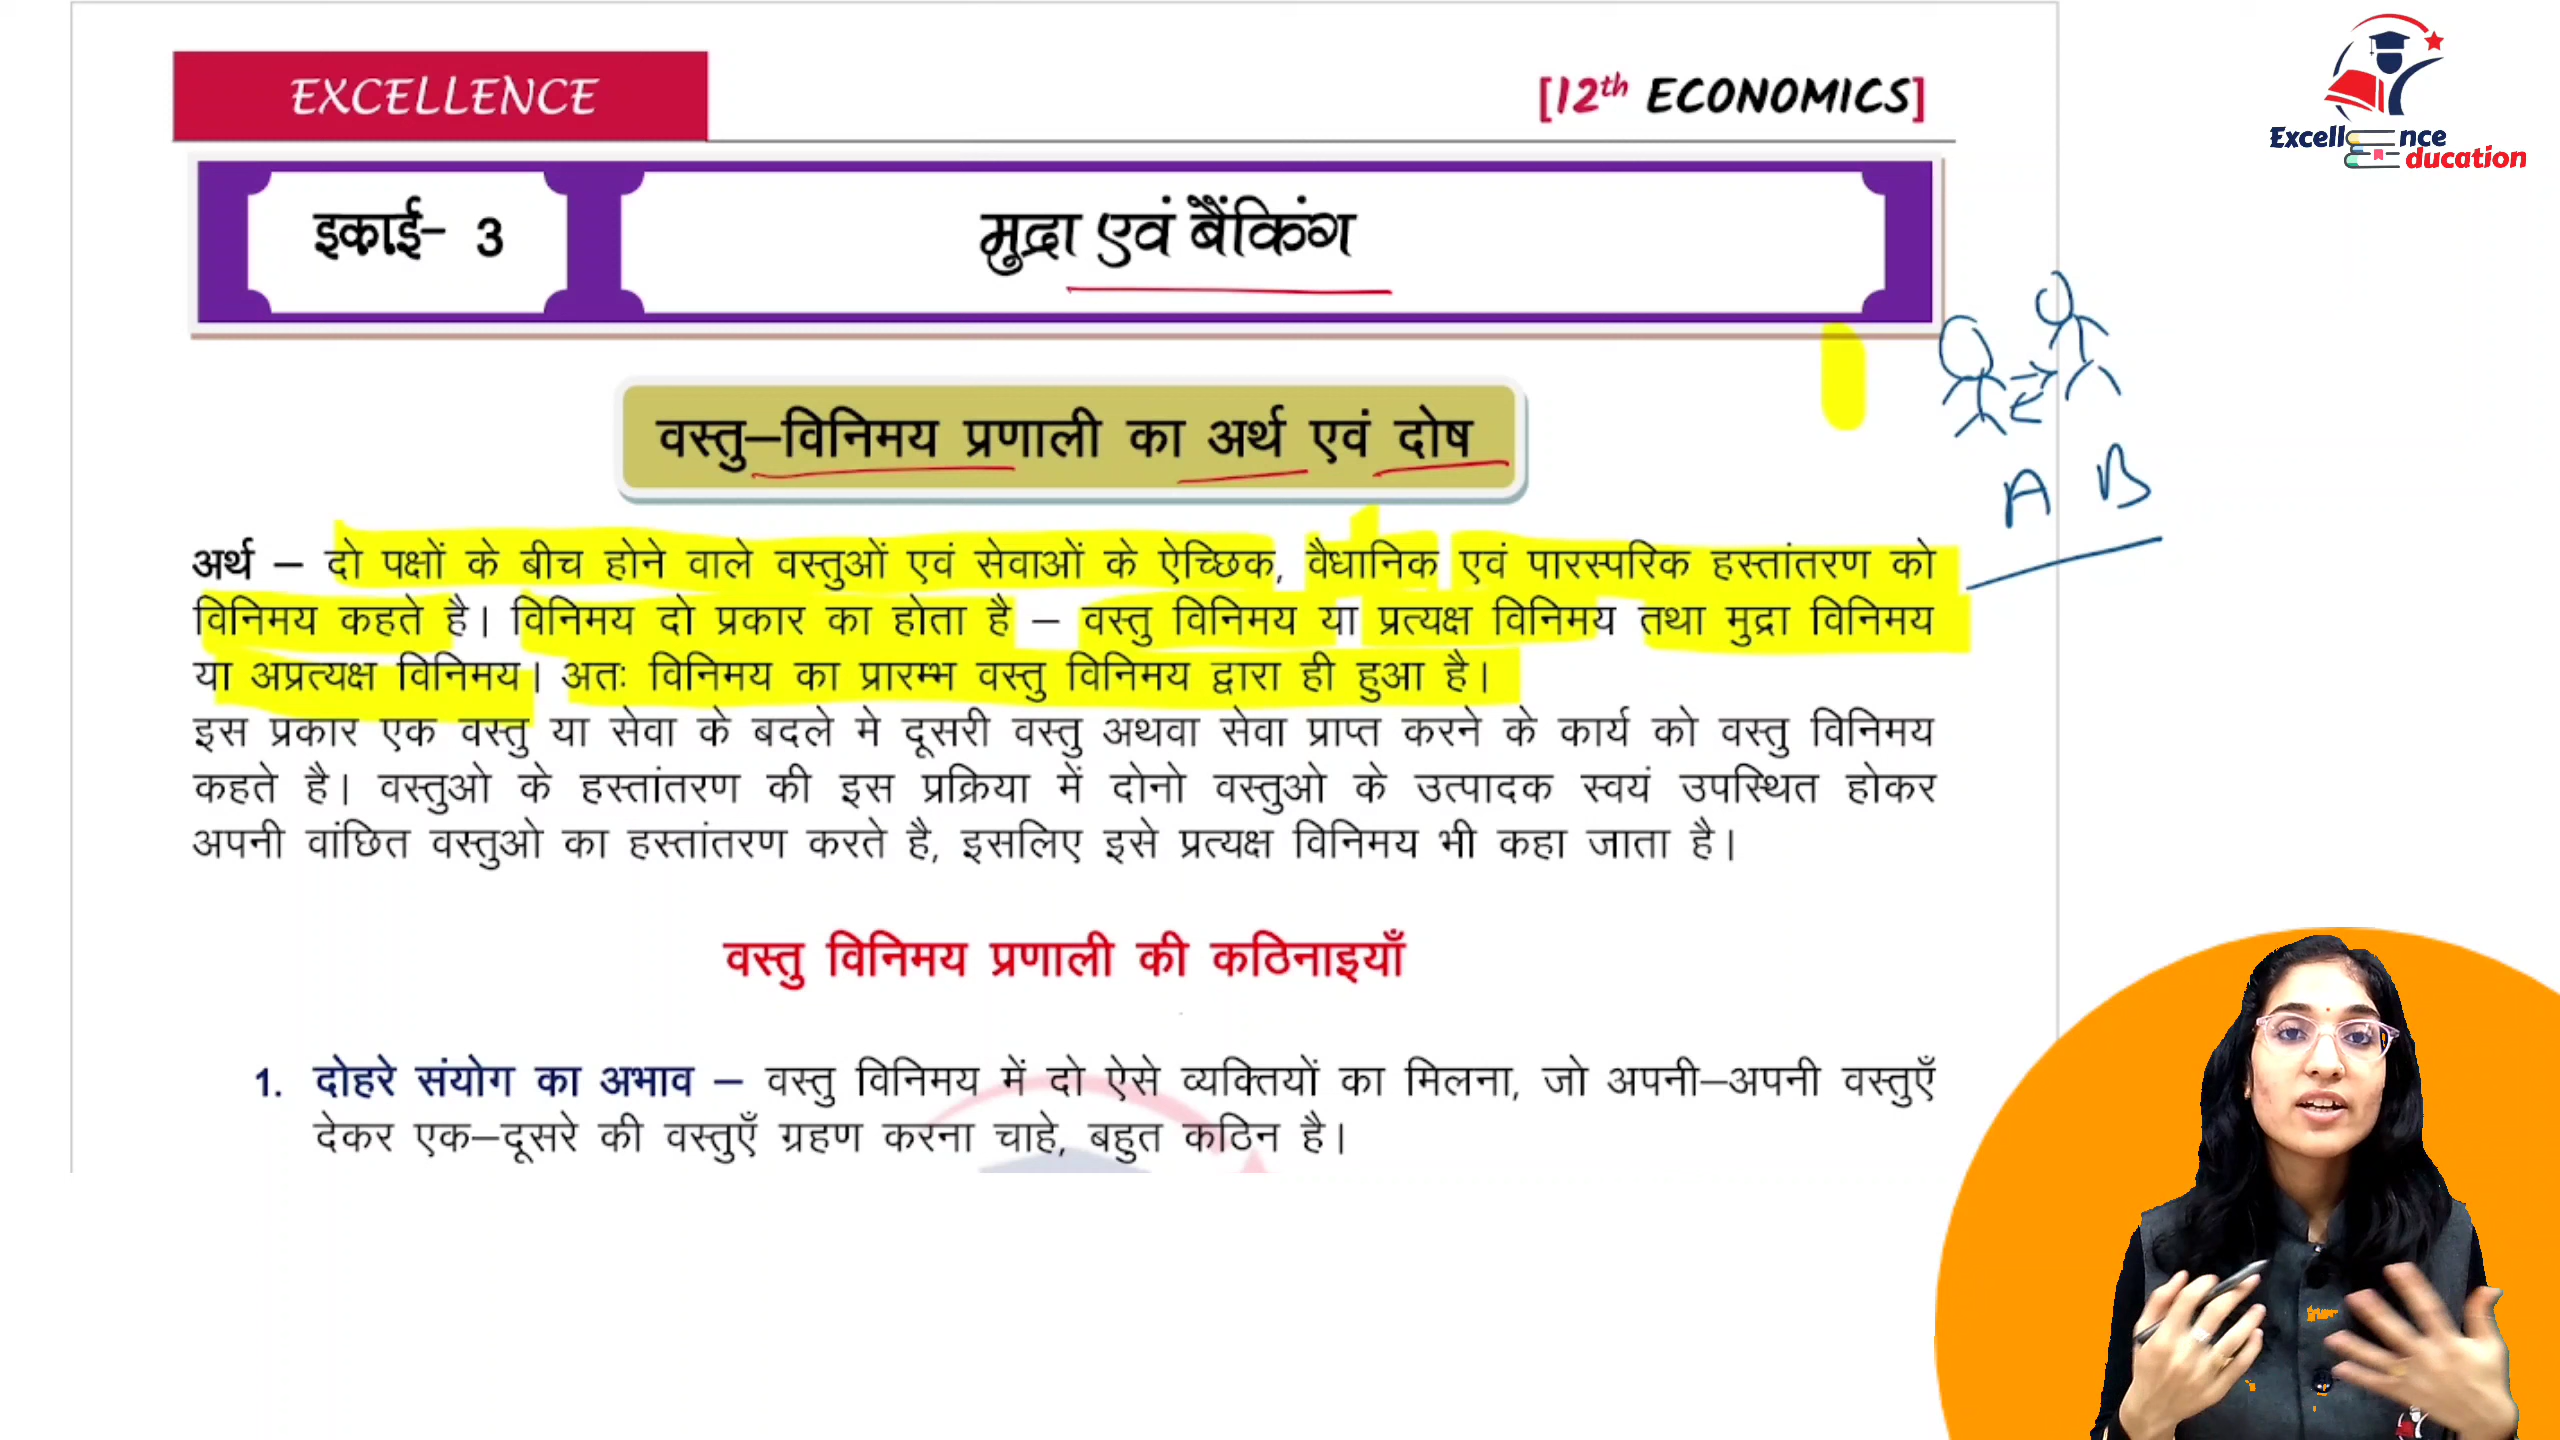 EXCELLENCE
[12th ECONOMICS]
Excellence
Education
इकाई- 3
मुद्रा एवं बैंकिंग
वस्तु–विनिमय प्रणाली का अर्थ एवं दोष
A B
अर्थ – दो पक्षों के बीच होने वाले वस्तुओं एवं सेवाओं के ऐच्छिक, वैधानिक एवं पारस्परिक हस्तांतरण को
विनिमय कहते है। विनिमय दो प्रकार का होता है – वस्तु विनिमय या प्रत्यक्ष विनिमय तथा मुद्रा विनिमय
या अप्रत्यक्ष विनिमय। अतः विनिमय का प्रारम्भ वस्तु विनिमय द्वारा ही हुआ है।
इस प्रकार एक वस्तु या सेवा के बदले मे दूसरी वस्तु अथवा सेवा प्राप्त करने के कार्य को वस्तु विनिमय
कहते है। वस्तुओ के हस्तांतरण की इस प्रक्रिया में दोनो वस्तुओ के उत्पादक स्वयं उपस्थित होकर
अपनी वांछित वस्तुओ का हस्तांतरण करते है, इसलिए इसे प्रत्यक्ष विनिमय भी कहा जाता है।
वस्तु विनिमय प्रणाली की कठिनाइयाँ
1. दोहरे संयोग का अभाव – वस्तु विनिमय में दो ऐसे व्यक्तियों का मिलना, जो अपनी–अपनी वस्तुएँ
देकर एक–दूसरे की वस्तुएँ ग्रहण करना चाहे, बहुत कठिन है।